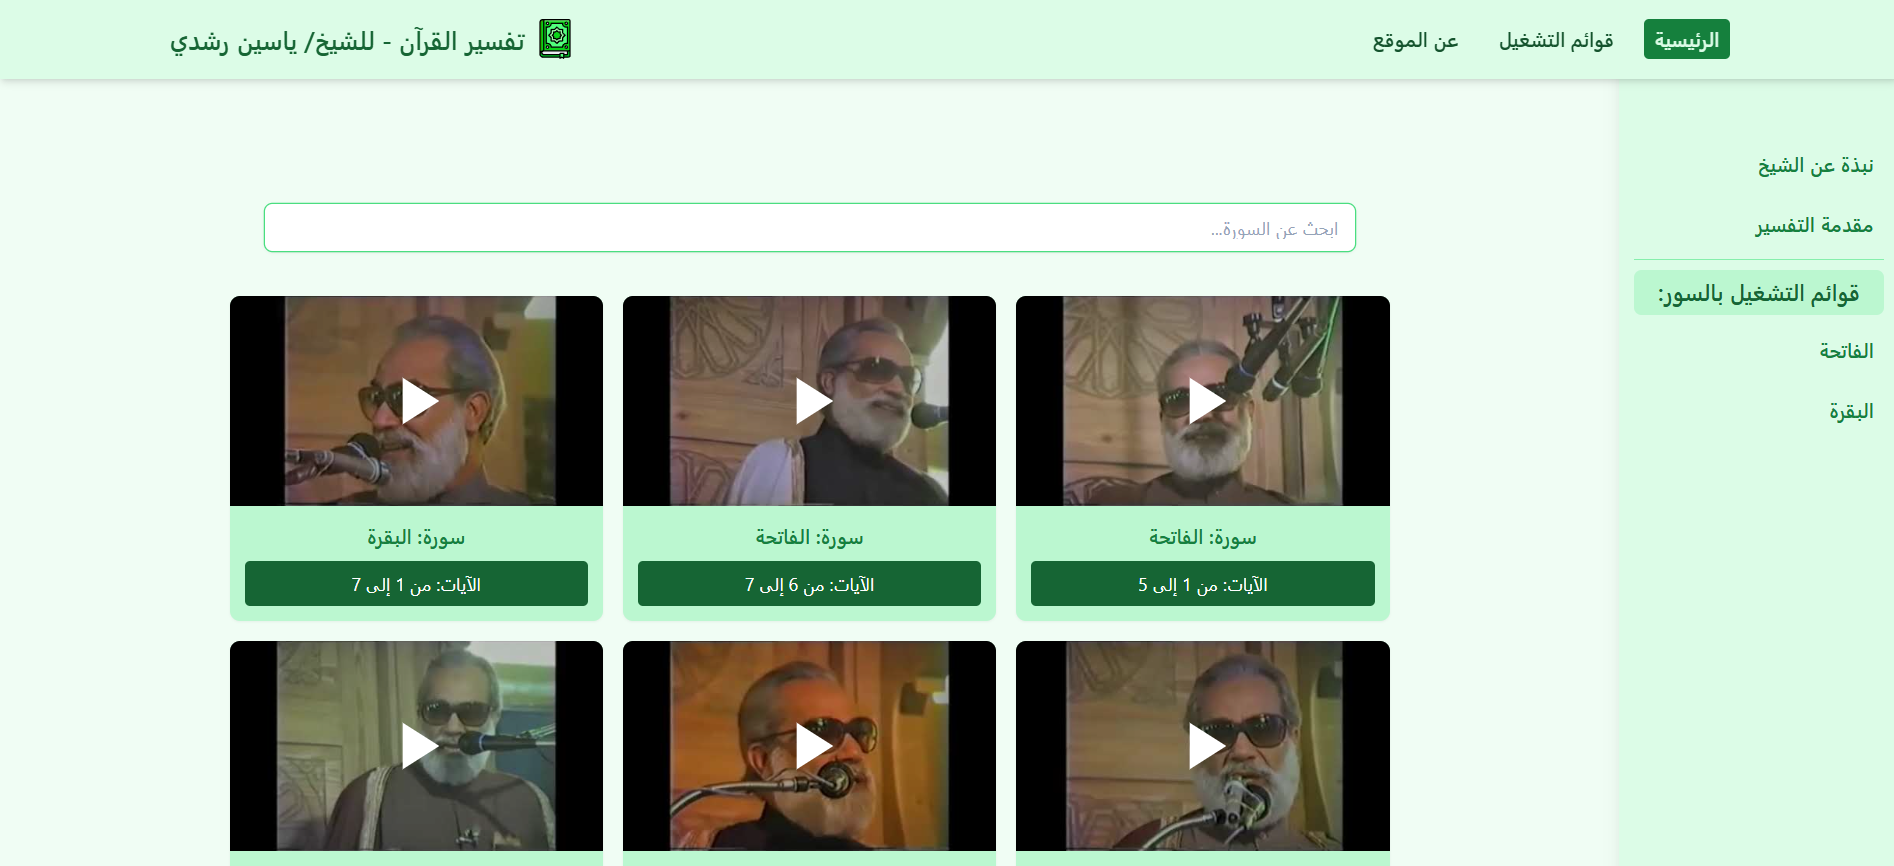 الرئيسية
قوائم التشغيل
عن الموقع
تفسير القرآن - للشيخ/ ياسين رشدي
نبذة عن الشيخ
مقدمة التفسير
قوائم التشغيل بالسور:
الفاتحة
البقرة
ابحث عن السورة...
سورة: الفاتحة
الآيات: من 1 إلى 5
سورة: الفاتحة
الآيات: من 6 إلى 7
سورة: البقرة
الآيات: من 1 إلى 7